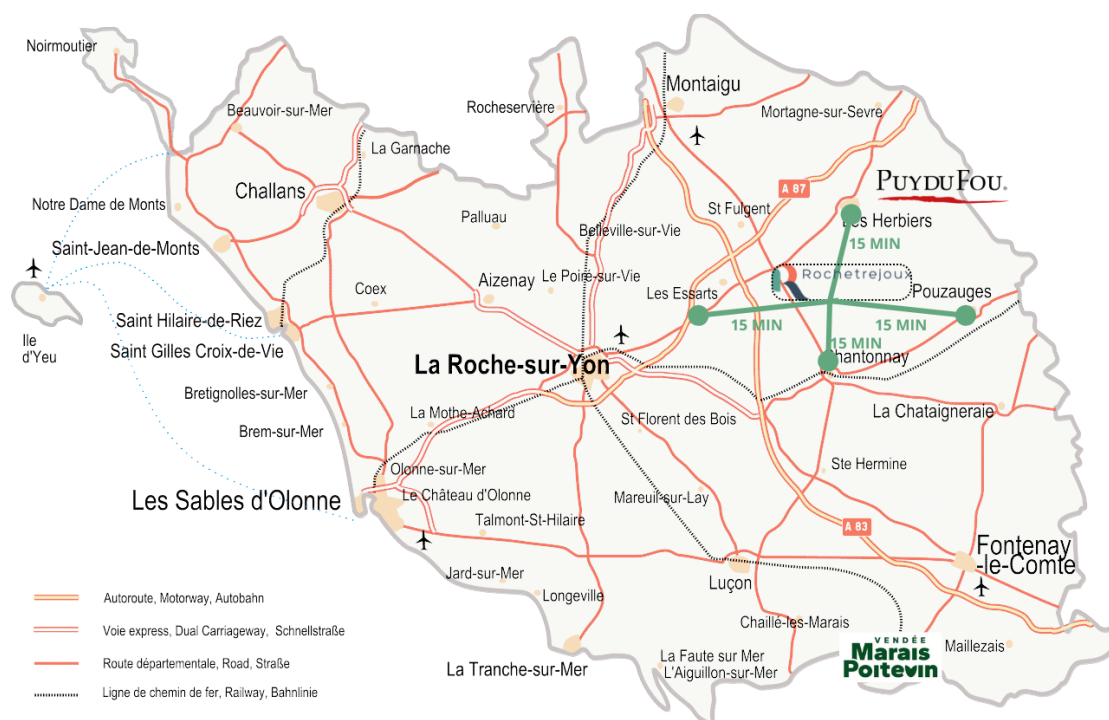 Noirmoutier
Montaigu
Beauvoir-sur-Mer
Rocheservière
Mortagne-sur-Sevre
La Garnache
A 87
PUY DU FOU.
Challans
Notre Dame de Monts
Palluau
St Fulgent
Les Herbiers
Belleville-sur-Vie
15 MIN
Saint-Jean-de-Monts
Rochetrejoux
Aizenay
Le Poire-sur-Vie
Coex
Les Essarts
Pouzauges
Saint Hilaire-de-Riez
15 MIN
15 MIN
Ile
d'Yeu
Saint Gilles Croix-de-Vie
15 MIN
Chantonnay
La Roche-sur-Yon
Bretignolles-sur-Mer
La Mothe-Achard
St Florent des Bois
La Chataigneraie
Brem-sur-Mer
Olonne-sur-Mer
Ste Hermine
Les Sables d'Olonne
Le Château d'Olonne
Mareuil-sur-Lay
Talmont-St-Hilaire
A 83
Fontenay
-le-Comte
Jard-sur-Mer
Luçon
Longeville
Autoroute, Motorway, Autobahn
Chaillé-les-Marais
Voie express, Dual Carriageway, Schnellstraße
VENDÉE
Marais
Poitevin
Maillezais
Route départementale, Road, Straße
La Tranche-sur-Mer
La Faute sur Mer
L'Aiguillon-sur-Mer
Ligne de chemin de fer, Railway, Bahnlinie